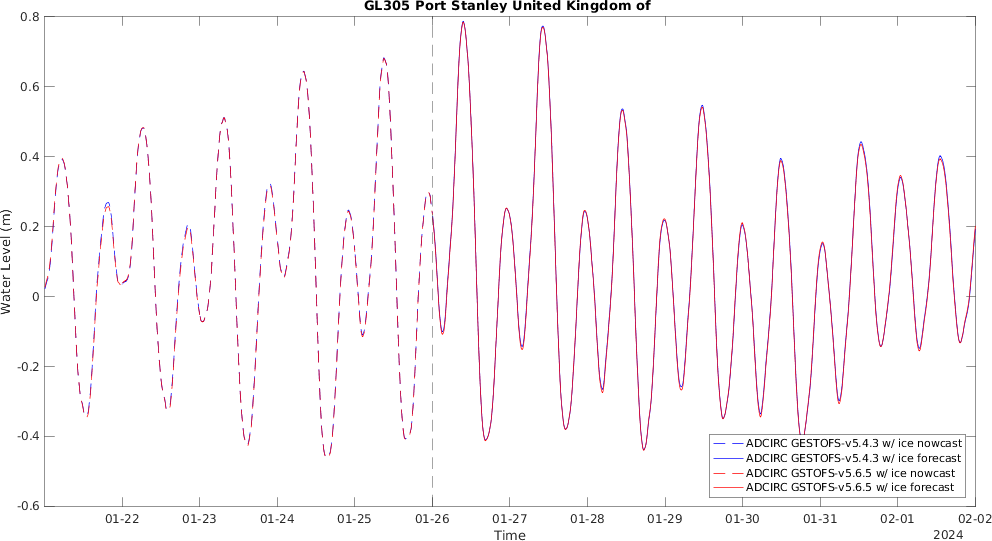 GL305 Port Stanley United Kingdom of
Water Level (m)
0.8
0.6
0.4
0.2
0
-0.2
-0.4
-0.6
ADCIRC GESTOFS-v5.4.3 w/ ice nowcast
ADCIRC GESTOFS-v5.4.3 w/ ice forecast
ADCIRC GSTOFS-v5.6.5 w/ ice nowcast
ADCIRC GSTOFS-v5.6.5 w/ ice forecast
01-22 01-23 01-24 01-25 01-26 01-27 01-28 01-29 01-30 01-31 02-01 02-02
Time
2024